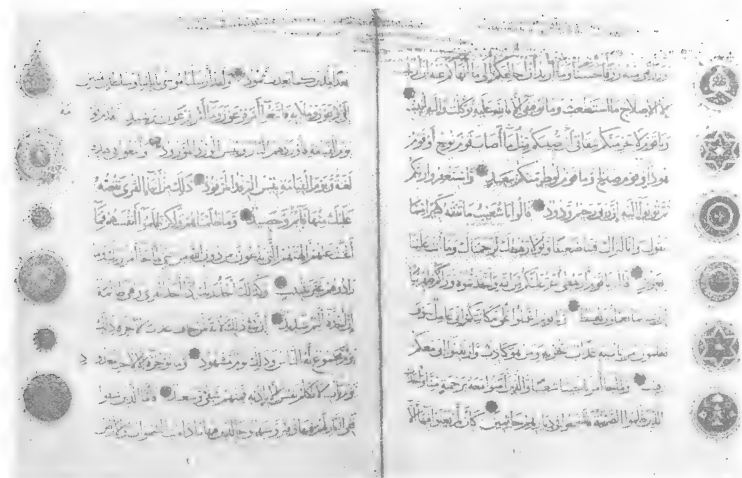 ورزقني منه رزقا حسنا وما أريد أن أخالفكم إلى ما أنهاكم عنه إن أريد
إلا الإصلاح ما استطعت وما توفيقي إلا بالله عليه توكلت وإليه أنيب
ويا قوم لا يجرمنكم شقاقي أن يصيبكم مثل ما أصاب قوم نوح أو قوم
هود أو قوم صالح وما قوم لوط منكم ببعيد واستغفروا ربكم
ثم توبوا إليه إن ربي رحيم ودود قالوا يا شعيب ما نفقه كثيرا مما
تقول وإنا لنراك فينا ضعيفا ولولا رهطك لرجمناك وما أنت علينا
بعزيز قال يا قوم أرهطي أعز عليكم من الله واتخذتموه وراءكم ظهريا
إن ربي بما تعملون محيط ويا قوم اعملوا على مكانتكم إني عامل سوف
تعلمون من يأتيه عذاب يخزيه ومن هو كاذب وارتقبوا إني معكم
رقيب ولما جاء أمرنا نجينا شعيبا والذين آمنوا معه برحمة منا وأخذت
الذين ظلموا الصيحة فأصبحوا في ديارهم جاثمين كأن لم يغنوا فيها ألا
بعدا لمدين كما بعدت ثمود ولقد أرسلنا موسى بآياتنا وسلطان مبين
إلى فرعون وملإيه فاتبعوا أمر فرعون وما أمر فرعون برشيد يقدم
قومه يوم القيامة فأوردهم النار وبئس الورد المورود وأتبعوا في هذه
لعنة ويوم القيامة بئس الرفد المرفود ذلك من أنباء القرى نقصه
عليك منها قائم وحصيد وما ظلمناهم ولكن ظلموا أنفسهم فما
أغنت عنهم آلهتهم التي يدعون من دون الله من شيء لما جاء أمر ربك وما
زادوهم غير تتبيب وكذلك أخذ ربك إذا أخذ القرى وهي ظالمة
إن أخذه أليم شديد إن في ذلك لآية لمن خاف عذاب الآخرة ذلك
يوم مجموع له الناس وذلك يوم مشهود وما نؤخره إلا لأجل معدود
يوم يأت لا تكلم نفس إلا بإذنه فمنهم شقي وسعيد فأما الذين شقوا
ففي النار لهم فيها زفير وشهيق خالدين فيها ما دامت السموات والأرض